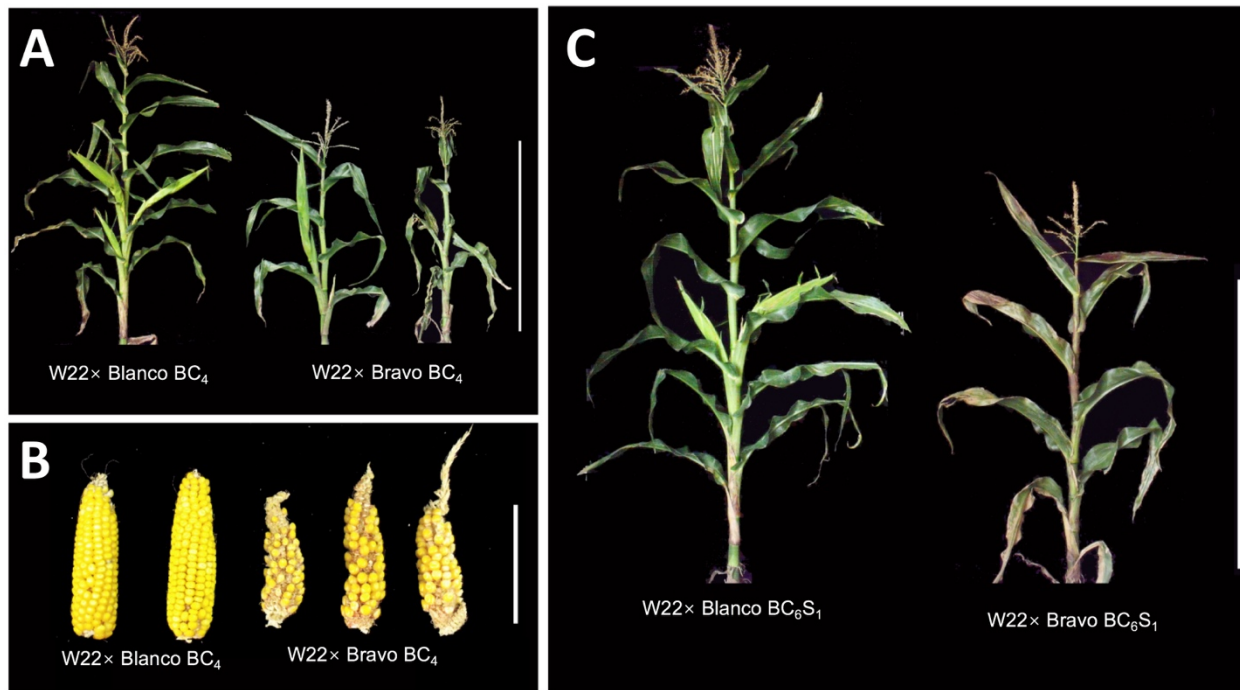 A
W22× Blanco BC₄
W22× Bravo BC₄
B
W22× Blanco BC₄
W22× Bravo BC₄
C
W22× Blanco BC₆S₁
W22× Bravo BC₆S₁